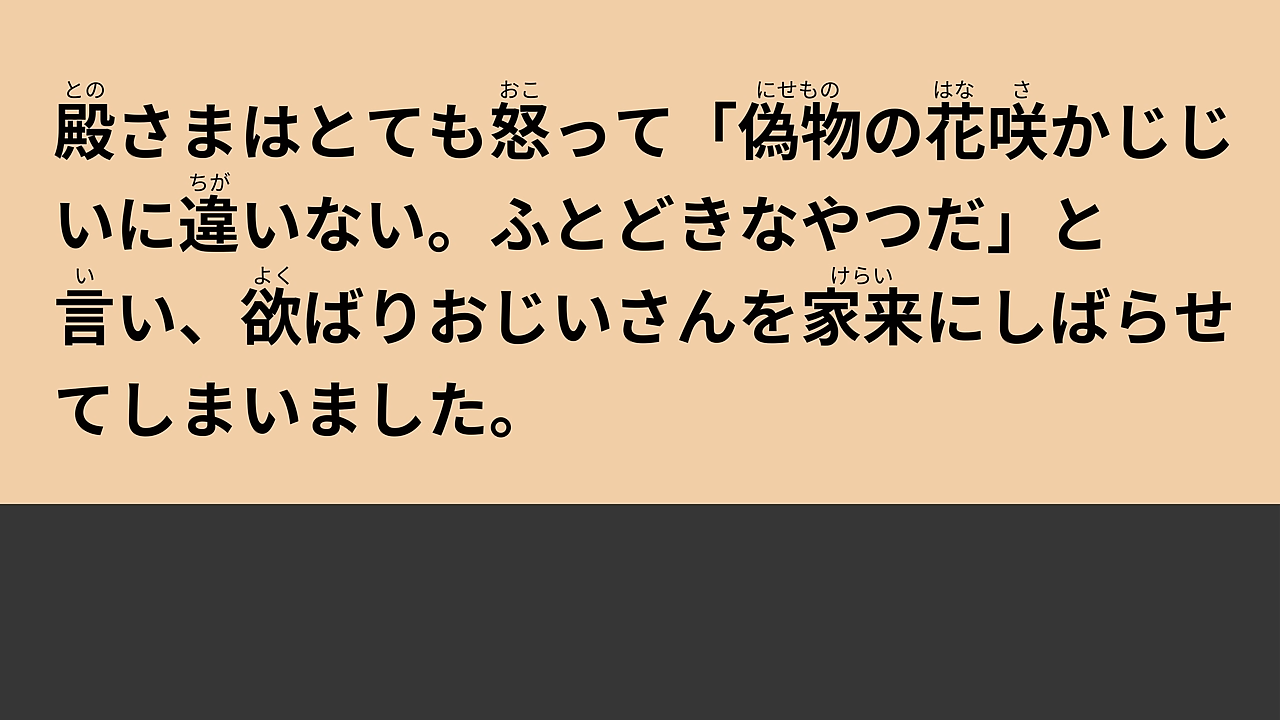 殿さまはとても怒って「偽物の花咲かじじ
いに違いない。ふとどきなやつだ」と
言い、欲ばりおじいさんを家来にしばらせ
てしまいました。